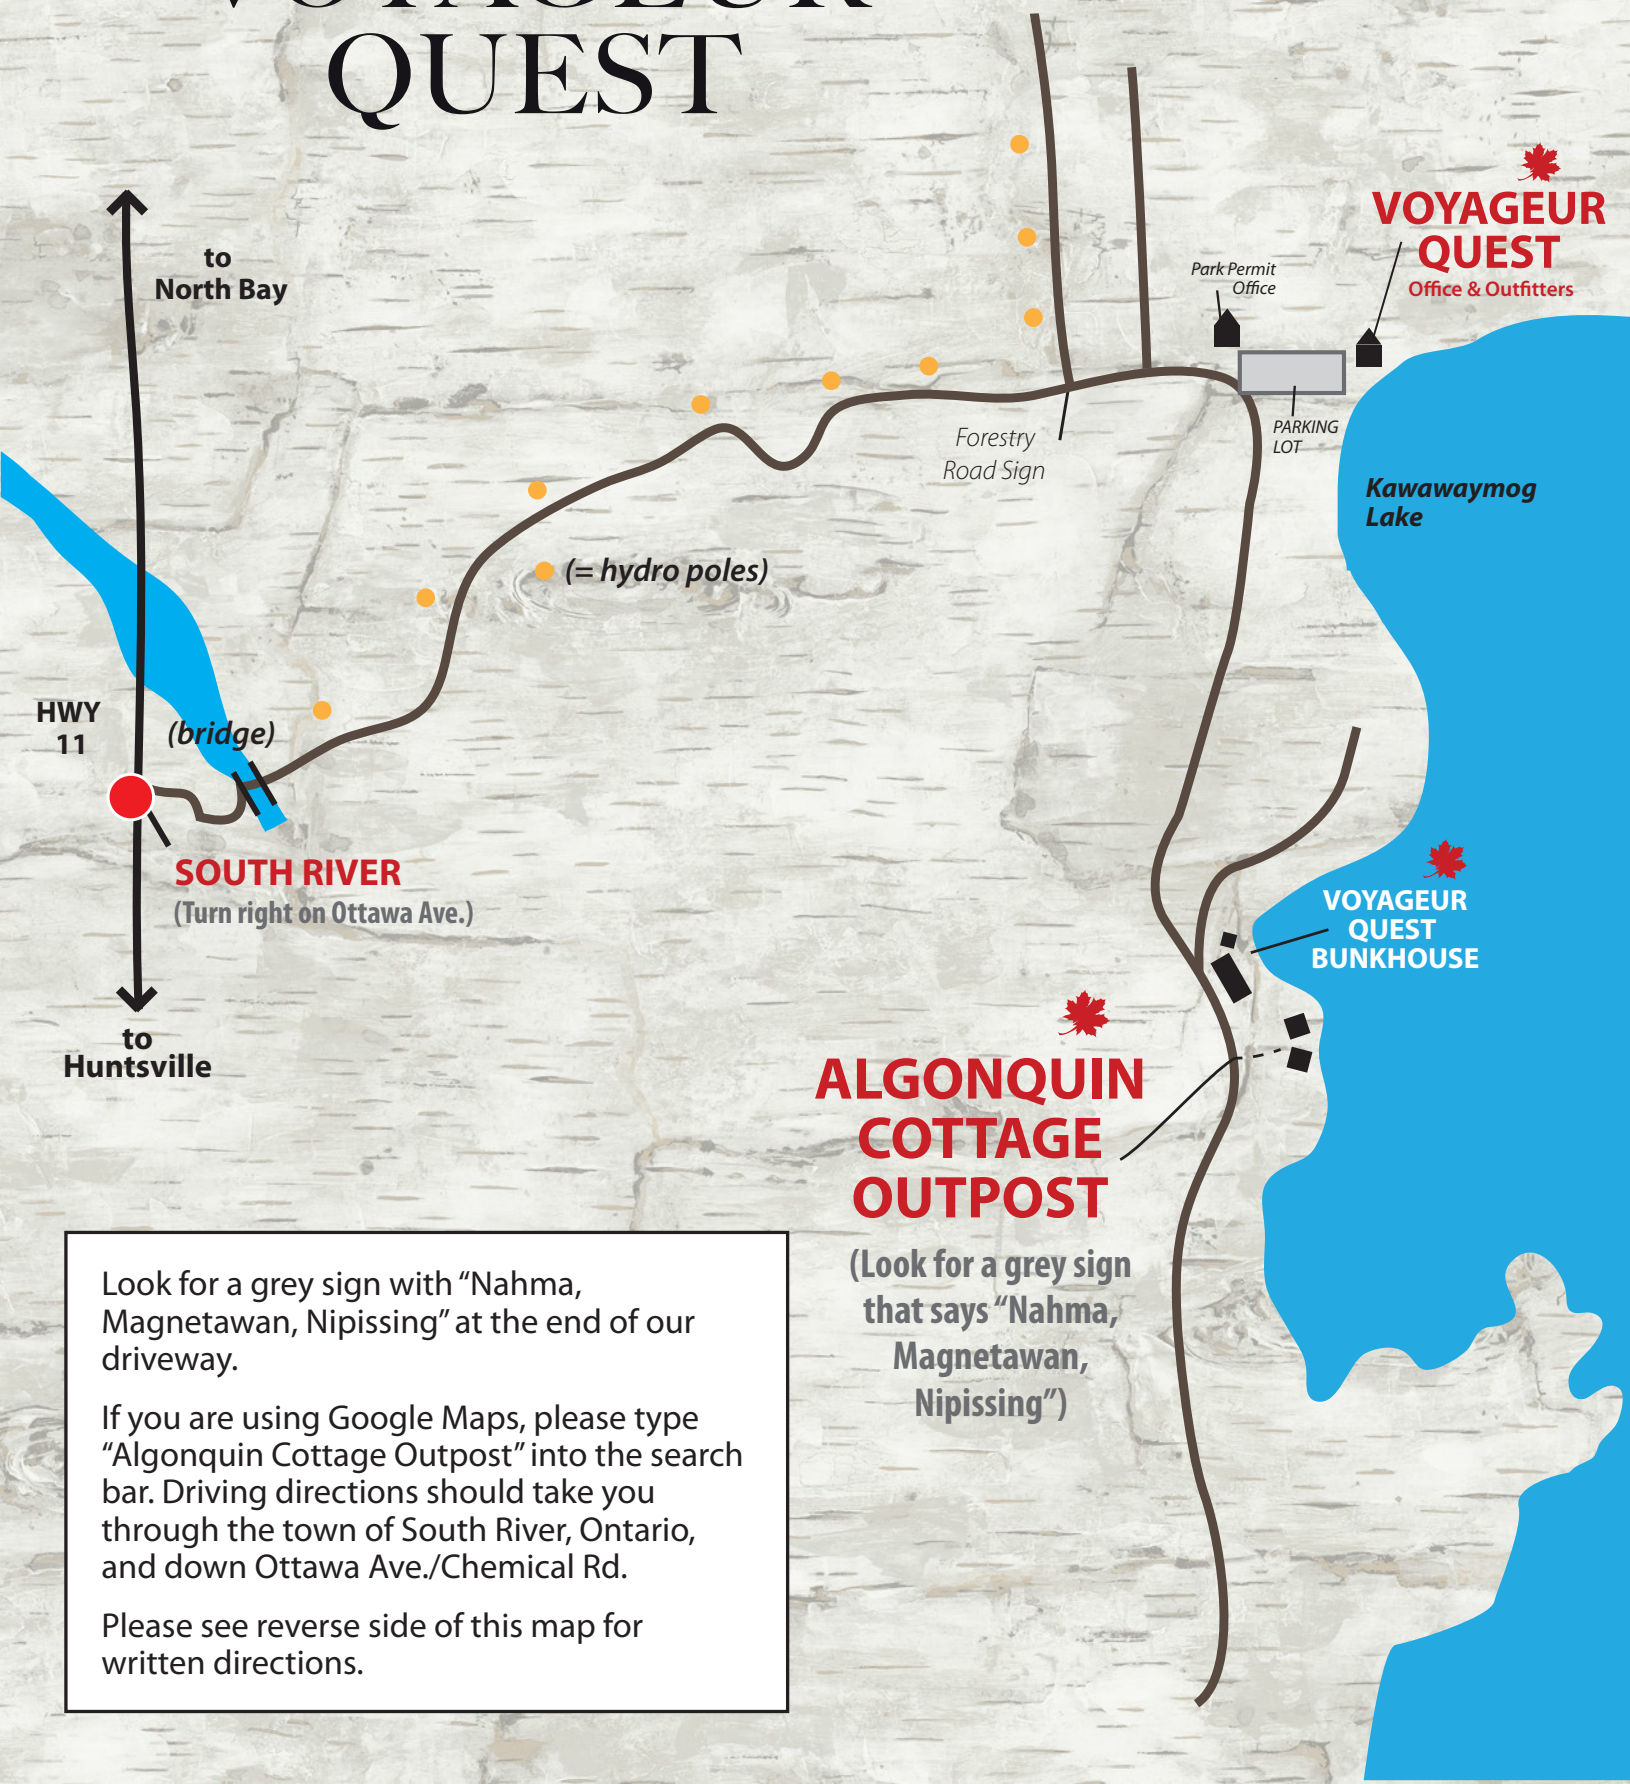 VOYAGEUR
QUEST
to
North Bay
VOYAGEUR
QUEST
Office & Outfitters
Park Permit
Office
PARKING
LOT
Forestry
Road Sign
Kawawaymog
Lake
(= hydro poles)
HWY
11
(bridge)
SOUTH RIVER
(Turn right on Ottawa Ave.)
to
Huntsville
VOYAGEUR
QUEST
BUNKHOUSE
ALGONQUIN
COTTAGE
OUTPOST
(Look for a grey sign
that says “Nahma,
Magnetawan,
Nipissing”)
Look for a grey sign with “Nahma,
Magnetawan, Nipissing” at the end of our
driveway.
If you are using Google Maps, please type
“Algonquin Cottage Outpost” into the search
bar. Driving directions should take you
through the town of South River, Ontario,
and down Ottawa Ave./Chemical Rd.
Please see reverse side of this map for
written directions.